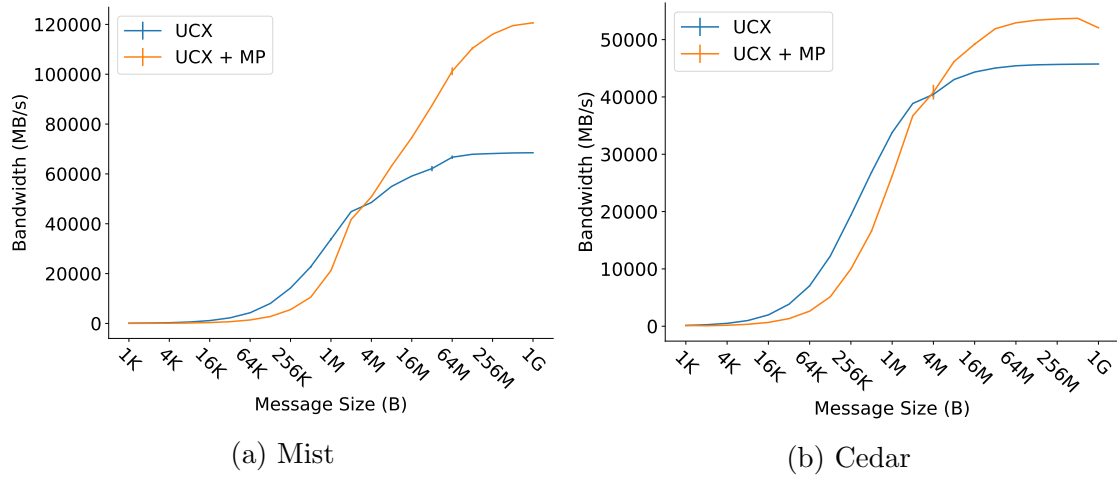 120000
100000
80000
60000
40000
20000
0
Bandwidth (MB/s)
UCX
UCX + MP
1K
4K
16K
64K
256K
1M
4M
16M
64M
256M
1G
Message Size (B)
(a) Mist
50000
40000
30000
20000
10000
0
Bandwidth (MB/s)
UCX
UCX + MP
1K
4K
16K
64K
256K
1M
4M
16M
64M
256M
1G
Message Size (B)
(b) Cedar